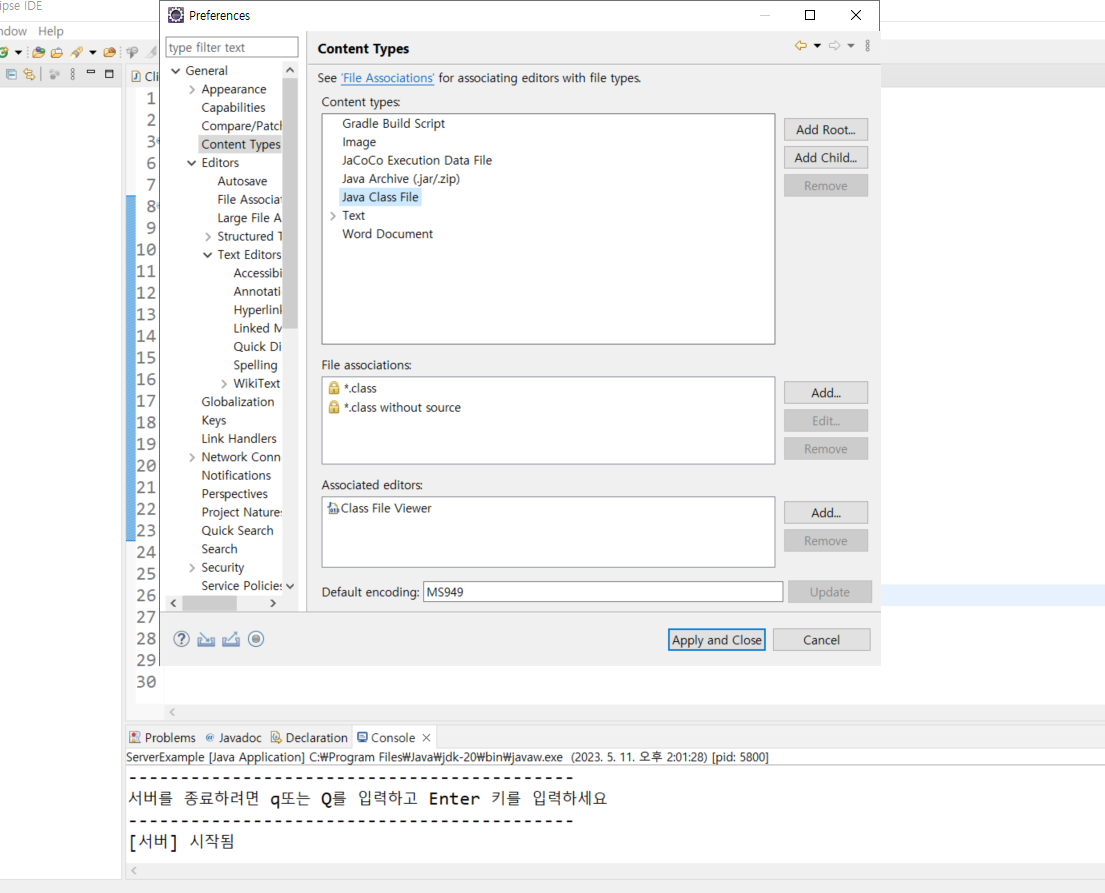 ipse IDE
ndow Help
Cli
1
2
3
6
7
8
9
10
11
12
13
14
15
16
17
18
19
20
21
22
23
24
25
26
27
28
29
30
Preferences
type filter text
General
Appearance
Capabilities
Compare/Patch
Content Types
Editors
Autosave
File Associat
Large File A
Structured T
Text Editors
Accessibi
Annotati
Hyperlink
Linked M
Quick Di
Spelling
WikiText
Globalization
Keys
Link Handlers
Network Conn
Notifications
Perspectives
Project Natures
Quick Search
Search
Security
Service Policies
Content Types
See 'File Associations' for associating editors with file types.
Content types:
Gradle Build Script
Image
JaCoCo Execution Data File
Java Archive (.jar/.zip)
Java Class File
Text
Word Document
Add Root...
Add Child...
Remove
File associations:
*.class
*.class without source
Add...
Edit...
Remove
Associated editors:
Class File Viewer
Add...
Remove
Default encoding: MS949 Update
Apply and Close Cancel
Problems @ Javadoc Declaration Console
ServerExample [Java Application] C:₩Program Files₩Java₩jdk-20₩bin₩javaw.exe (2023. 5. 11. 오후 2:01:28) [pid: 5800]
-------------------------------------------
서버를 종료하려면 q또는 Q를 입력하고 Enter 키를 입력하세요
-------------------------------------------
[서버] 시작됨